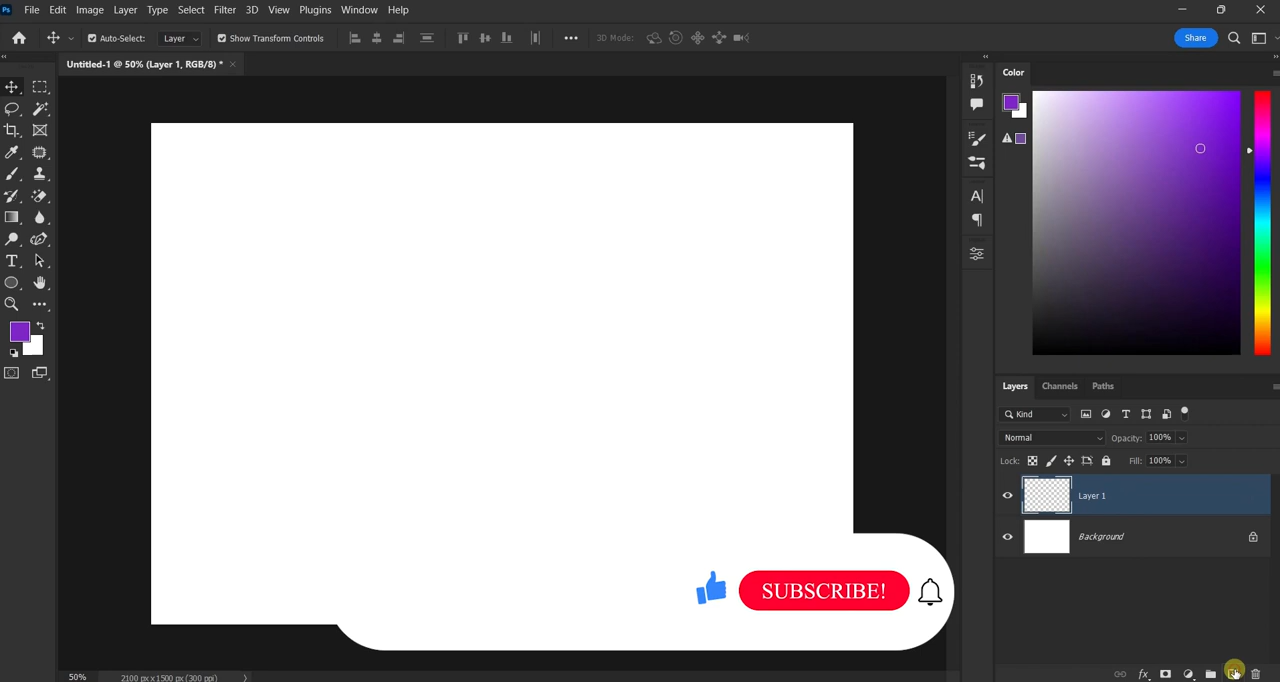 Ps File Edit Image Layer Type Select Filter 3D View Plugins Window Help
Auto-Select: Layer Show Transform Controls 3D Mode: Share
Untitled-1 @ 50% (Layer 1, RGB/8) *
Color
Layers Channels Paths
Kind
Normal Opacity: 100%
Lock: Fill: 100%
Layer 1
Background
SUBSCRIBE!
50% 2100 px x 1500 px (300 ppi)